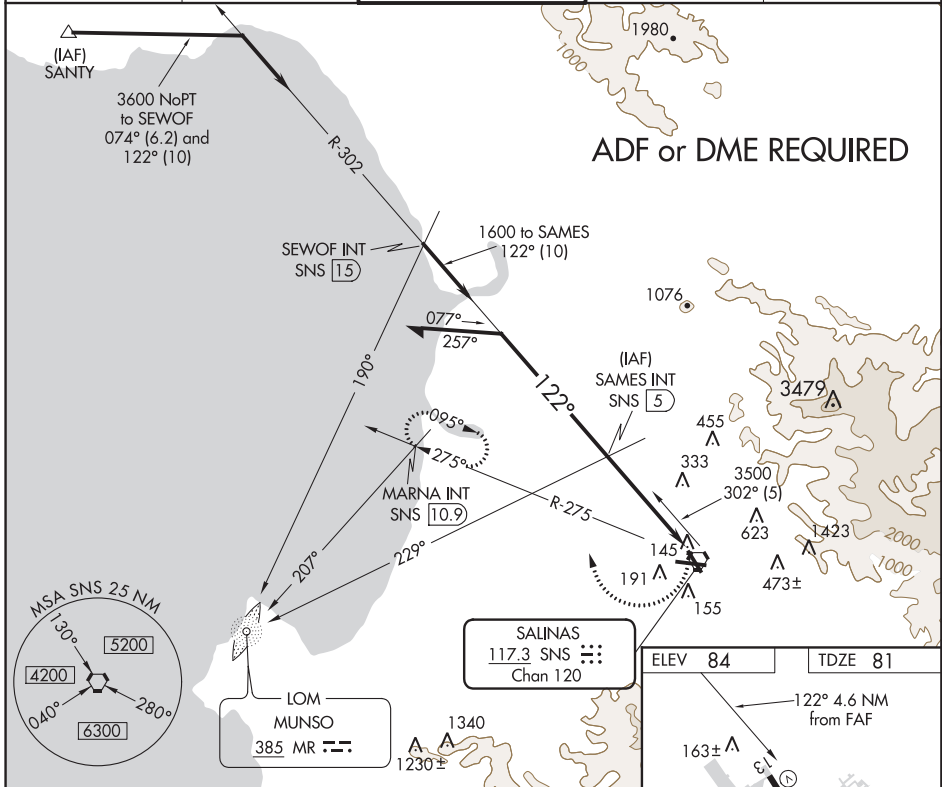 1980
1000
(IAF)
SANTY
3600 NoPT
to SEWOF
074° (6.2) and
122° (10)
ADF or DME REQUIRED
R-302
1600 to SAMES
122° (10)
SEWOF INT
SNS 15
1076
077°
257°
190°
122°
(IAF)
SAMES INT
SNS 5
3479
095°
455
275°
333
3500
302° (5)
MARNA INT
SNS 10.9
R-275
623
1423
2000
1000
207°
229°
145
191
473±
155
MSA SNS 25 NM
130°
5200
4200
040°
280°
6300
SALINAS
117.3 SNS
Chan 120
ELEV 84
TDZE 81
LOM
MUNSO
385 MR
1340
1230±
122° 4.6 NM
from FAF
163±
13
V